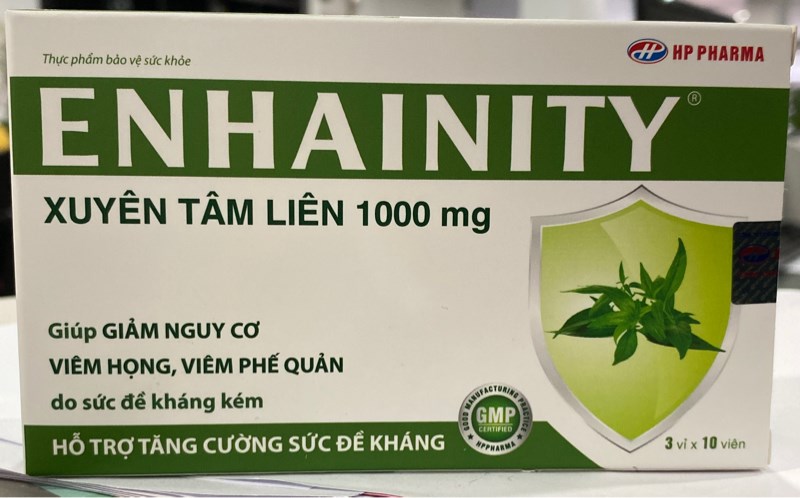 Thực phẩm bảo vệ sức khỏe
HP HP PHARMA
ENHAINITY®
XUYÊN TÂM LIÊN 1000 mg
Giúp GIẢM NGUY CƠ
VIÊM HỌNG, VIÊM PHẾ QUẢN
do sức đề kháng kém
GOOD MANUFACTURING PRACTICE
GMP
CERTIFIED
HPPHARMA
HỖ TRỢ TĂNG CƯỜNG SỨC ĐỀ KHÁNG
3 vỉ x 10 viên